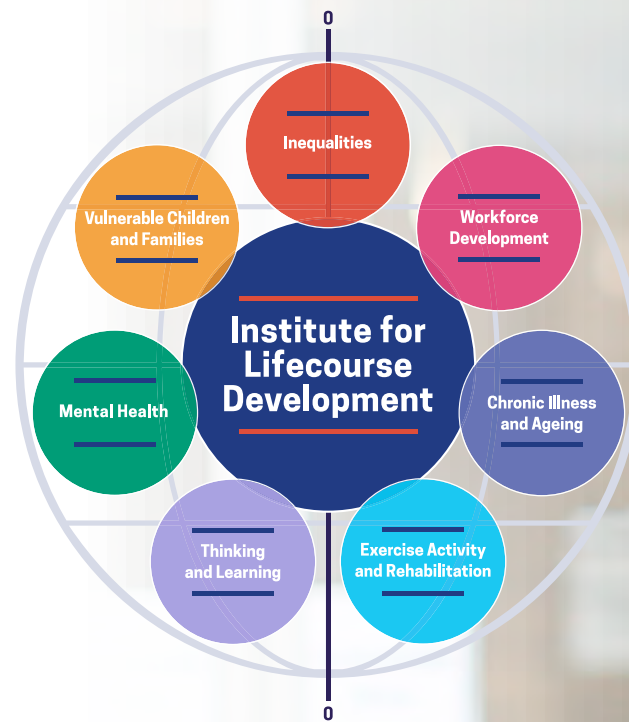 0
Inequalities
Vulnerable Children
and Families
Workforce
Development
Institute for
Lifecourse
Development
Mental Health
Chronic Illness
and Ageing
Thinking
and Learning
Exercise Activity
and Rehabilitation
0